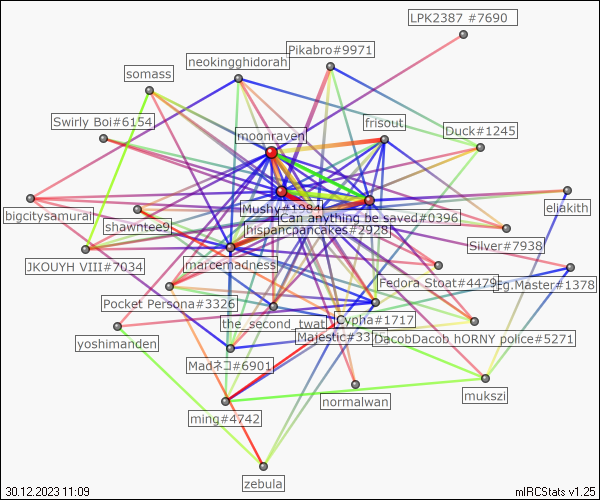 LPK2387 #7690
Pikabro#9971
neokingghidorah
somass
frisout
Swirly Boi#6154
Duck#1245
moonraven
Mushy#1984
eliakith
bigcitysamurai
Can anything be saved#0396
shawntee9
hispancpancakes#2928
Silver#7938
JKOUYH VIII#7034
marcemadness
Fedora Stoat#4479
Eg.Master#1378
Pocket Persona#3326
the_second_twat
Cypha#1717
yoshimanden
Majestic#33
DacobDacob hORNY police#5271
Madネコ#6901
mukszi
normalwan
ming#4742
zebula
30.12.2023 11:09
mIRCStats v1.25